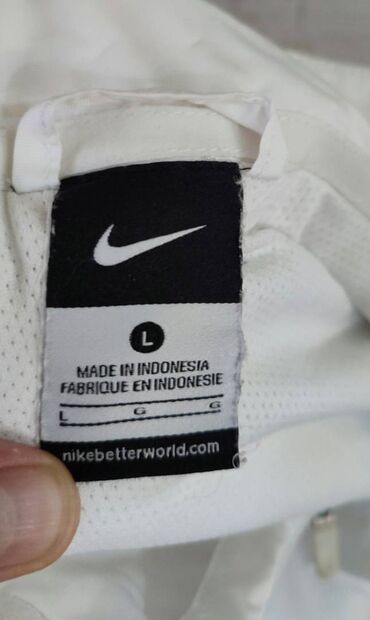 L
MADE IN INDONESIA
FABRIQUE EN INDONESIE
L G G
nikebetterworld.com